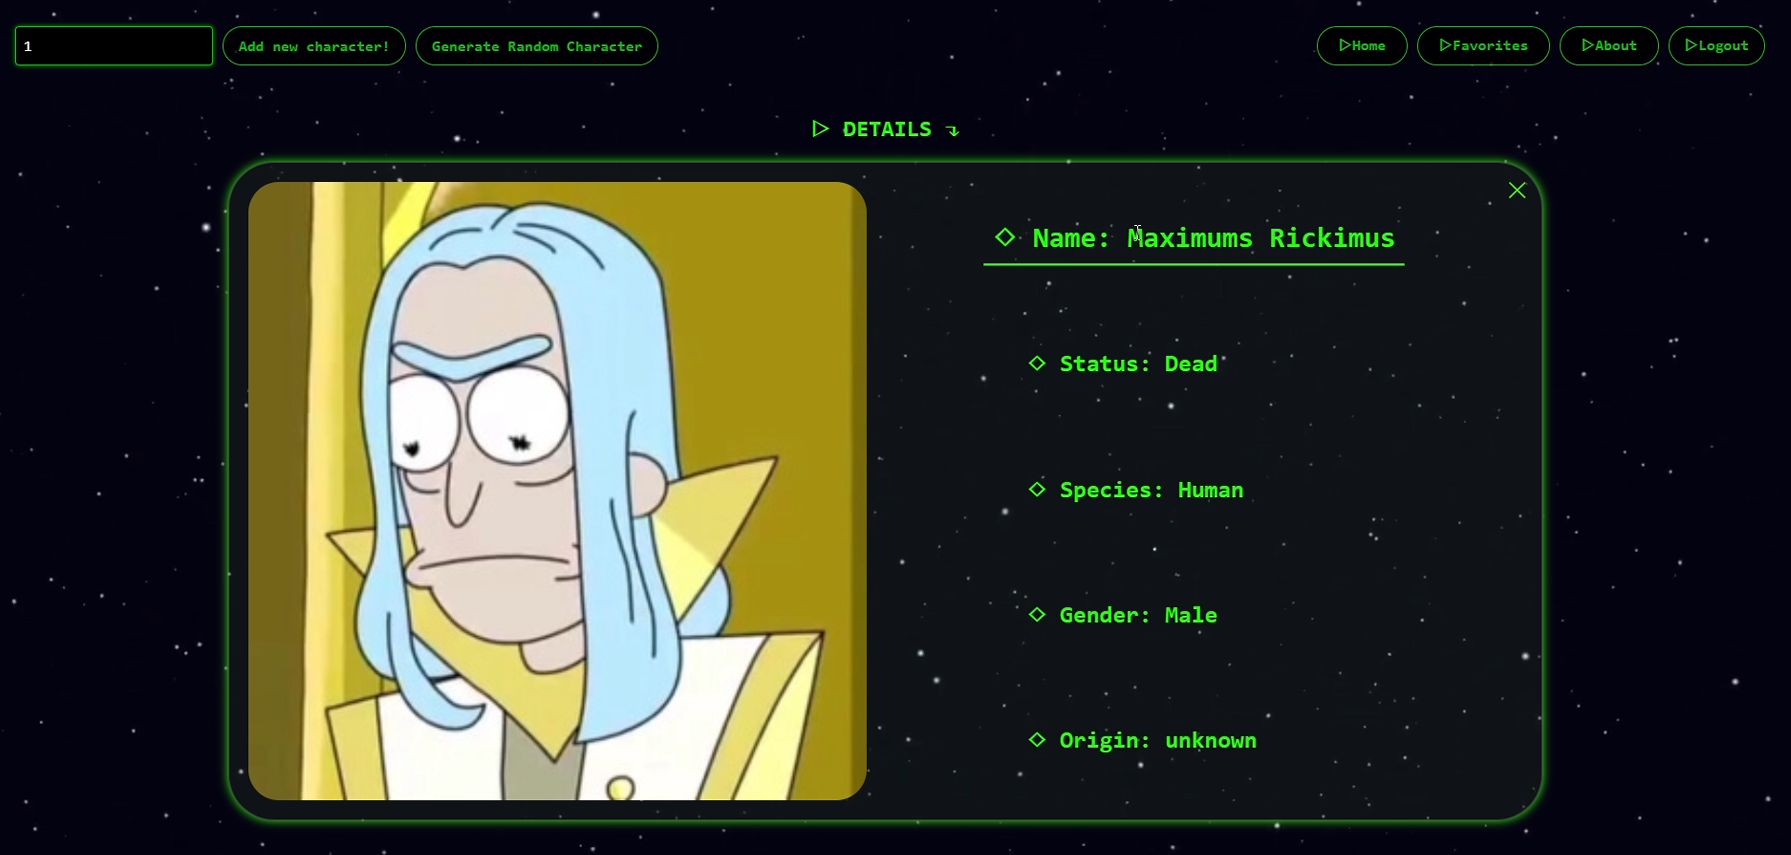 1
Add new character!
Generate Random Character
▷Home
▷Favorites
▷About
▷Logout
▷ DETAILS ↴
◇ Name: Maximums Rickimus
◇ Status: Dead
◇ Species: Human
◇ Gender: Male
◇ Origin: unknown